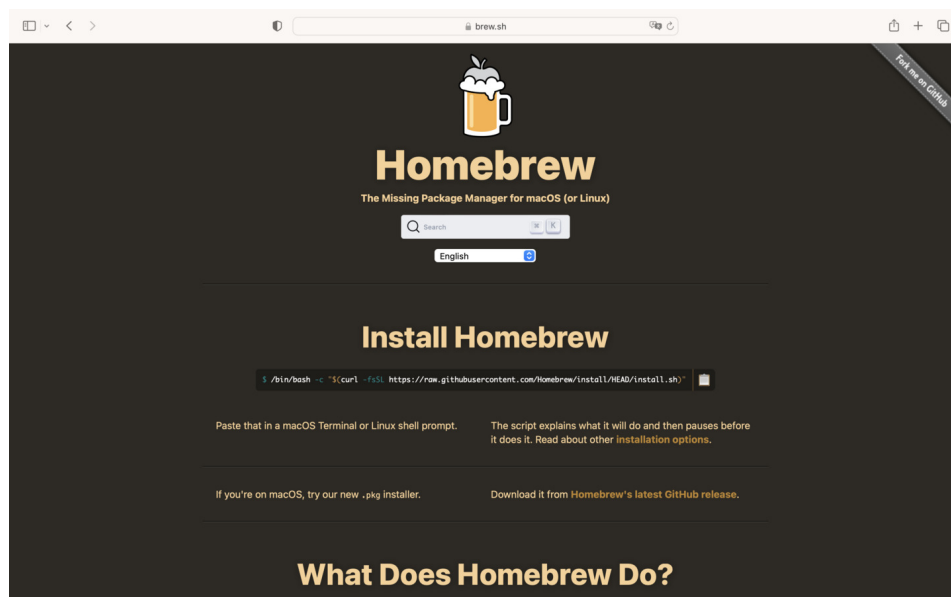 brew.sh
Fork me on GitHub
Homebrew
The Missing Package Manager for macOS (or Linux)
Search ⌘ K
English
Install Homebrew
$ /bin/bash -c "$(curl -fsSL https://raw.githubusercontent.com/Homebrew/install/HEAD/install.sh)"
Paste that in a macOS Terminal or Linux shell prompt.
The script explains what it will do and then pauses before
it does it. Read about other installation options.
If you're on macOS, try our new .pkg installer.
Download it from Homebrew's latest GitHub release.
What Does Homebrew Do?